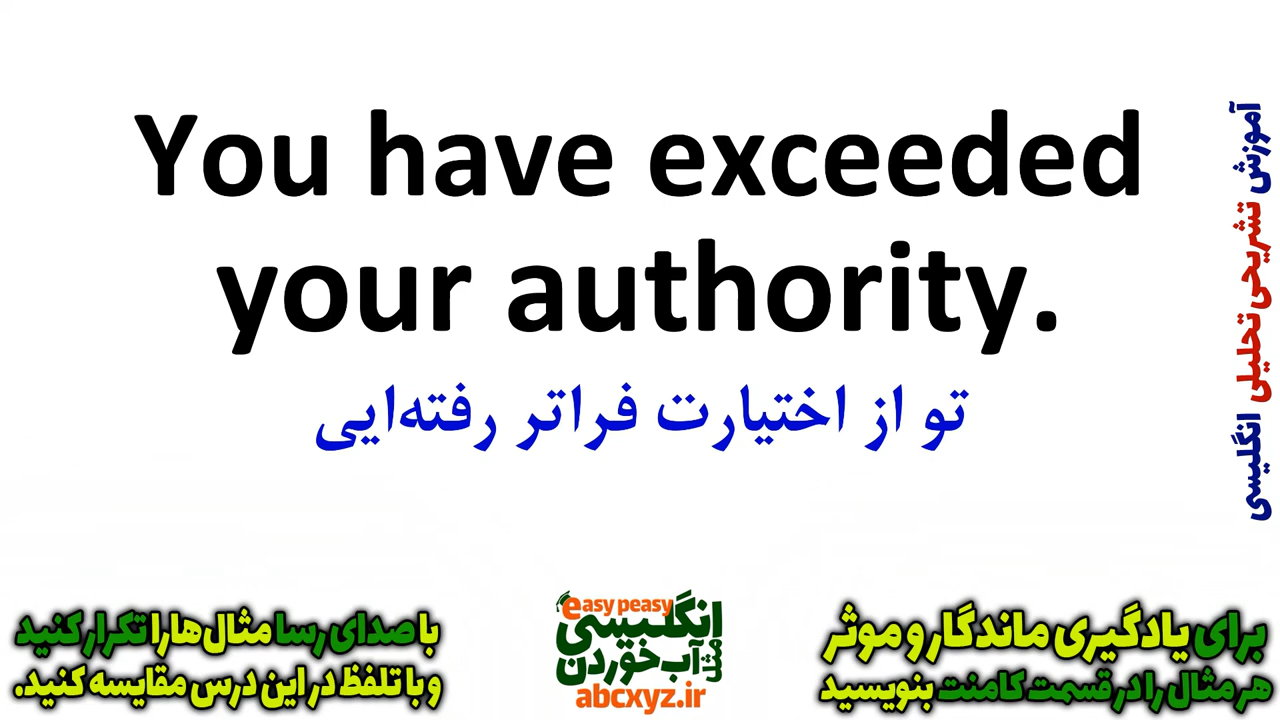 You have exceeded
your authority.
تو از اختیارت فراتر رفته‌ایی
آموزش تشریحی تحلیلی انگلیسی
برای یادگیری ماندگار و موثر
هر مثال را در قسمت کامنت بنویسید
easy peasy
انگلیسی
مثل آب خوردن
abcxyz.ir
با صدای رسا مثال‌ها را تکرار کنید
و با تلفظ در این درس مقایسه کنید.